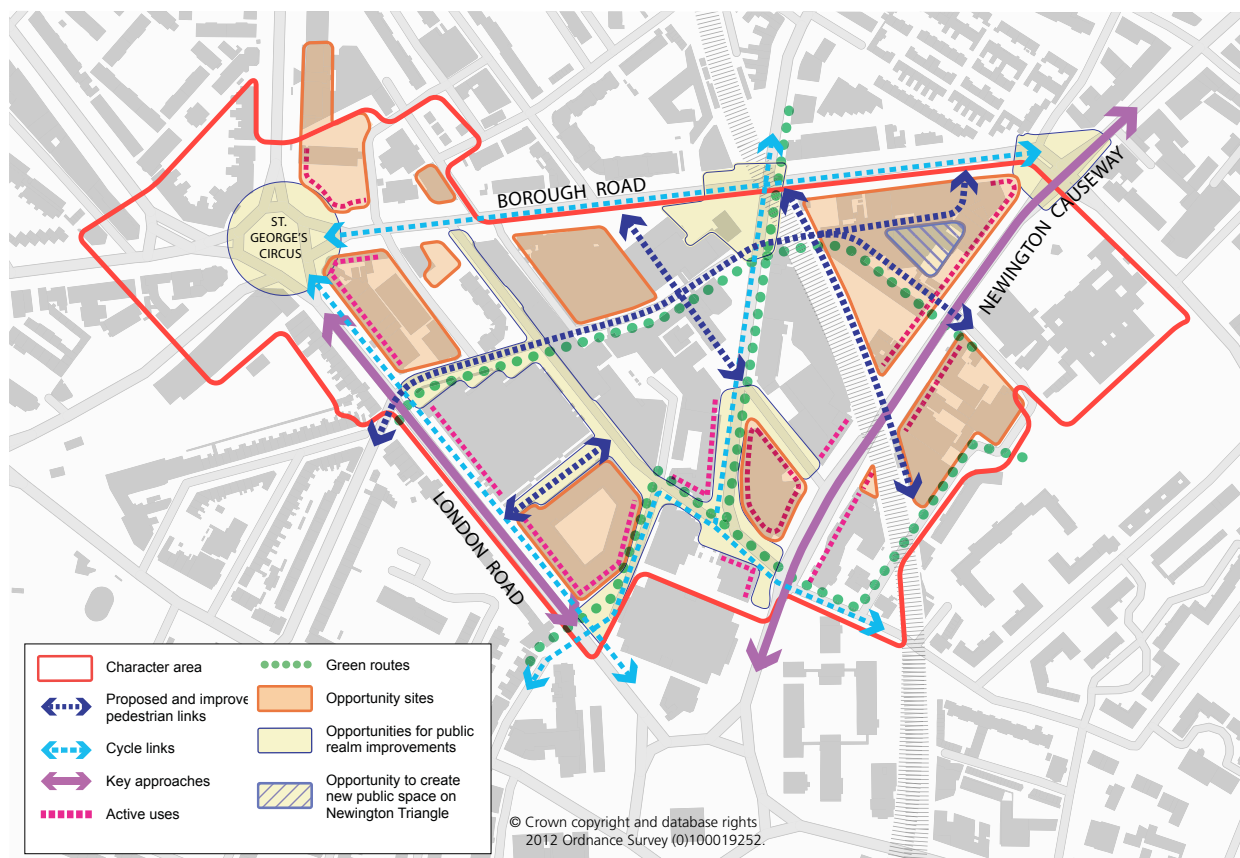 BOROUGH ROAD
ST.
GEORGE'S
CIRCUS
NEWINGTON CAUSEWAY
LONDON ROAD
Character area
Proposed and improve
pedestrian links
Cycle links
Key approaches
Active uses
Green routes
Opportunity sites
Opportunities for public
realm improvements
Opportunity to create
new public space on
Newington Triangle
© Crown copyright and database rights
2012 Ordnance Survey (0)100019252.